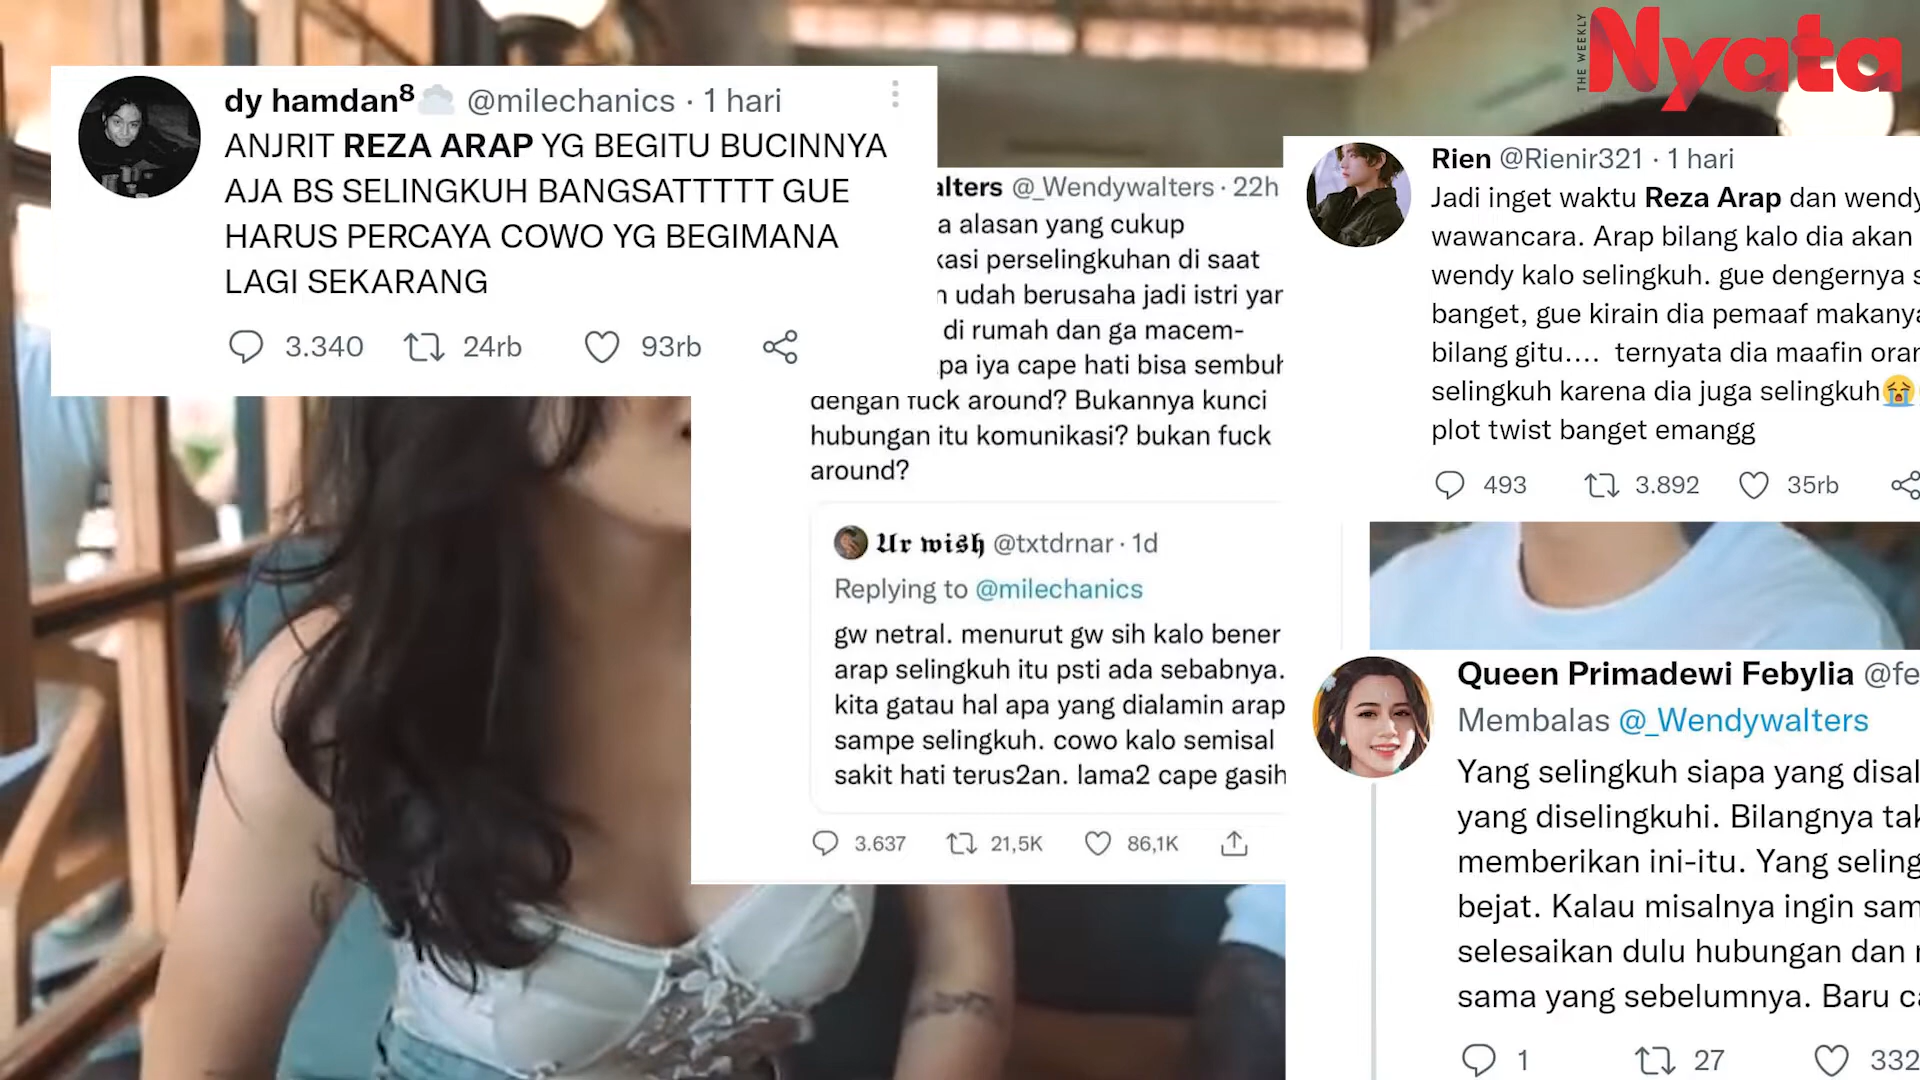 THE WEEKLY
Nyata
dy hamdan⁸ @milechanics · 1 hari
ANJRIT REZA ARAP YG BEGITU BUCINNYA
AJA BS SELINGKUH BANGSATTTTT GUE
HARUS PERCAYA COWO YG BEGIMANA
LAGI SEKARANG
3.340 24rb 93rb
alters @_Wendywalters · 22h
a alasan yang cukup
kasi perselingkuhan di saat
n udah berusaha jadi istri yan
di rumah dan ga macem-
pa iya cape hati bisa sembuh
dengan fuck around? Bukannya kunci
hubungan itu komunikasi? bukan fuck
around?
Ur wish @txtdrnar · 1d
Replying to @milechanics
gw netral. menurut gw sih kalo bener
arap selingkuh itu psti ada sebabnya.
kita gatau hal apa yang dialamin arap
sampe selingkuh. cowo kalo semisal
sakit hati terus2an. lama2 cape gasih
3.637 21,5K 86,1K
Rien @Rienir321 · 1 hari
Jadi inget waktu Reza Arap dan wendy
wawancara. Arap bilang kalo dia akan
wendy kalo selingkuh. gue dengernya s
banget, gue kirain dia pemaaf makanya
bilang gitu.... ternyata dia maafin oran
selingkuh karena dia juga selingkuh😭
plot twist banget emangg
493 3.892 35rb
Queen Primadewi Febylia @fe
Membalas @_Wendywalters
Yang selingkuh siapa yang disal
yang diselingkuhi. Bilangnya tak
memberikan ini-itu. Yang seling
bejat. Kalau misalnya ingin sam
selesaikan dulu hubungan dan
sama yang sebelumnya. Baru ca
1 27 332